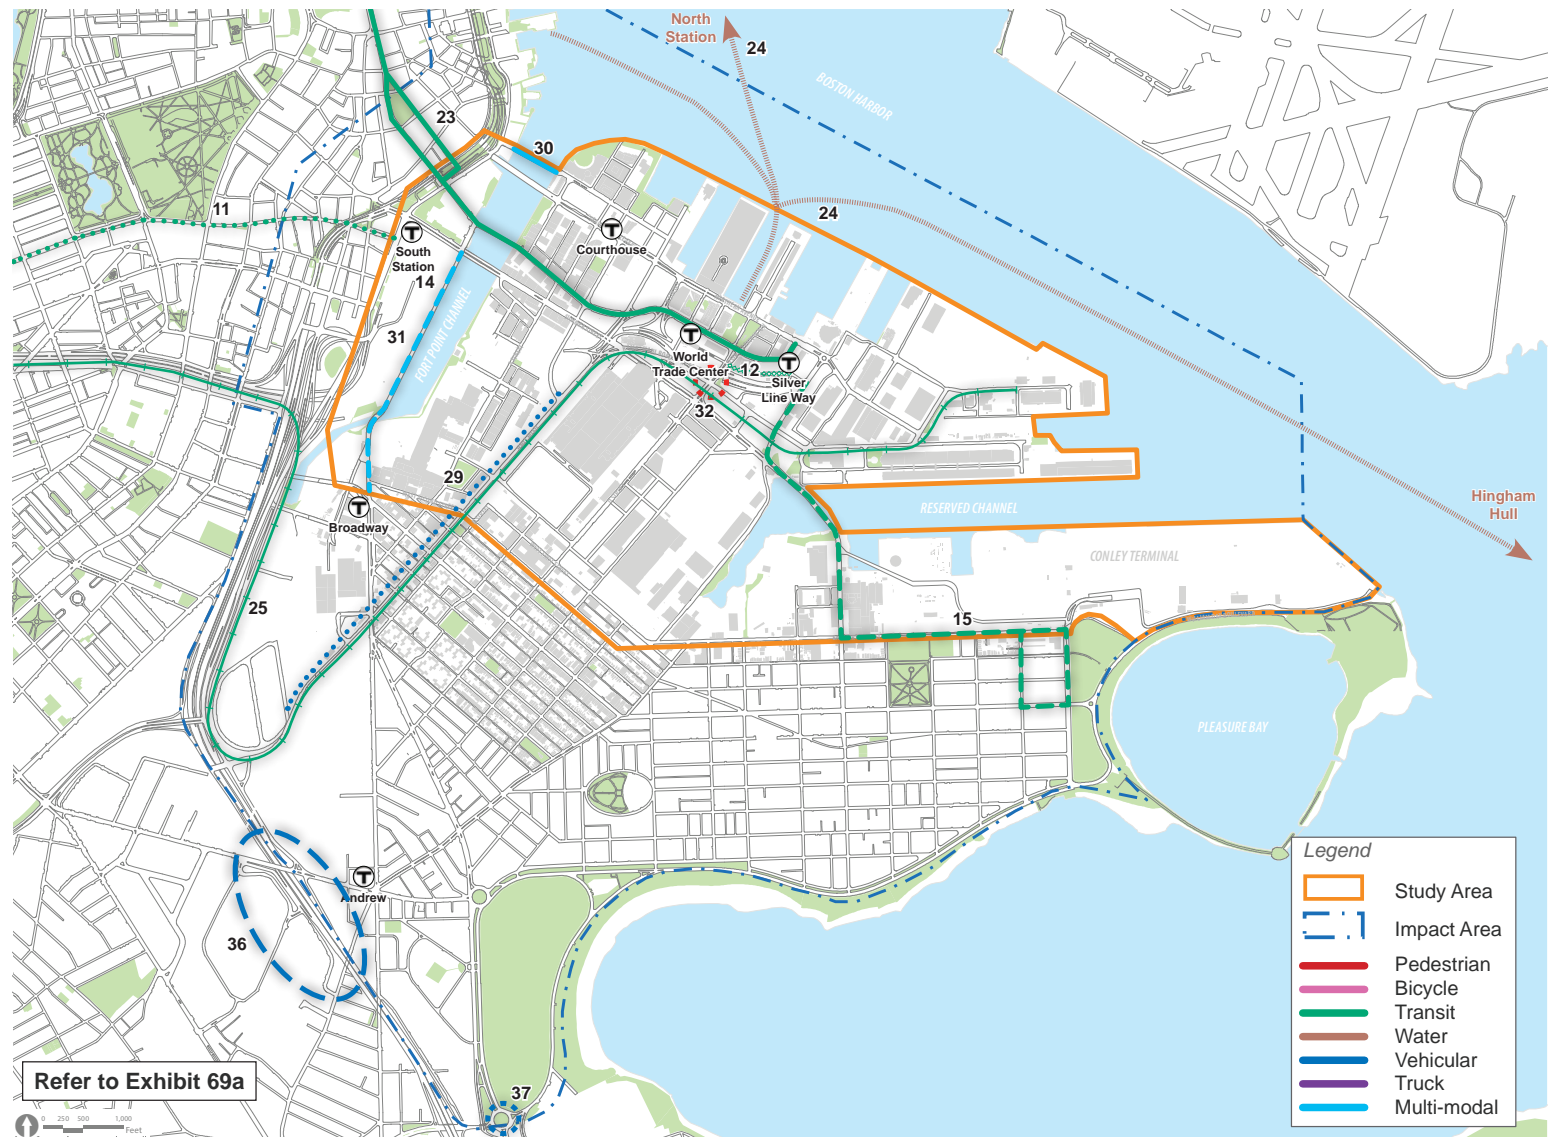 North
Station
24
BOSTON HARBOR
23
30
11
24
T
South
Station
14
T
Courthouse
31
FORT POINT CHANNEL
T
World
Trade Center
12
T
Silver
Line Way
32
29
T
Broadway
RESERVED CHANNEL
Hingham
Hull
CONLEY TERMINAL
25
15
PLEASURE BAY
T
Andrew
36
37
Legend
Study Area
Impact Area
Pedestrian
Bicycle
Transit
Water
Vehicular
Truck
Multi-modal
Refer to Exhibit 69a
0 250 500 1,000
Feet